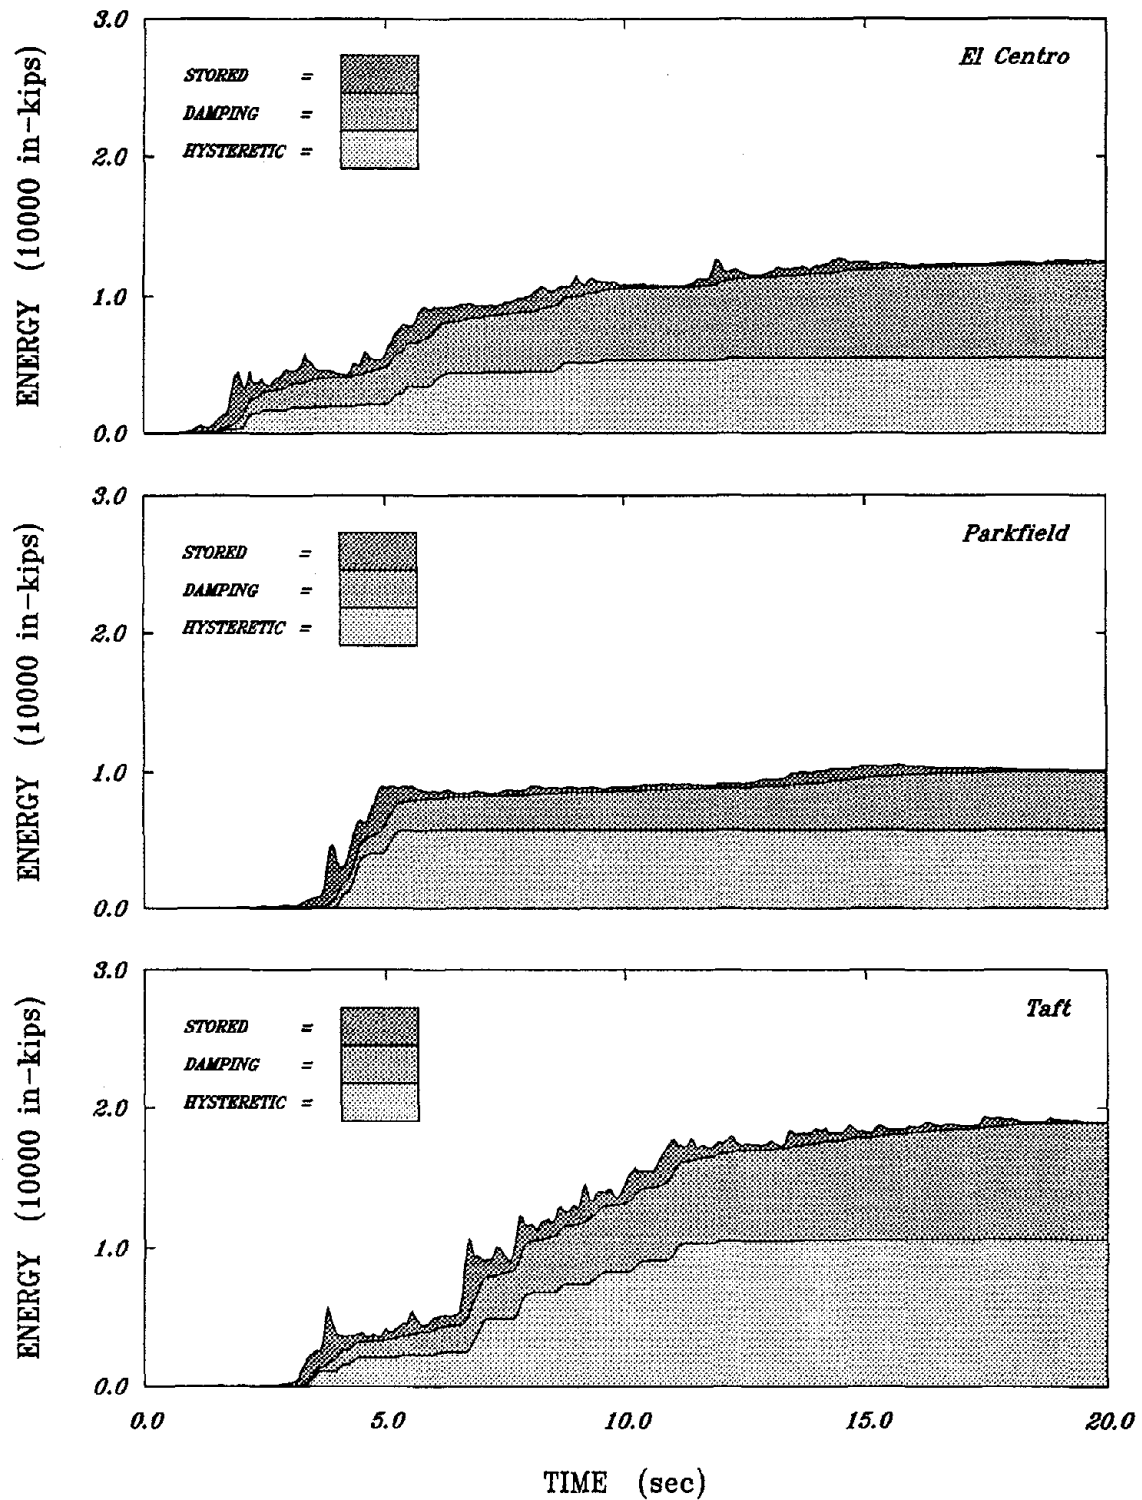 3.0
El Centro
STORED =
DAMPING =
HYSTERETIC =
2.0
1.0
0.0
ENERGY (10000 in-kips)
3.0
Parkfield
STORED =
DAMPING =
HYSTERETIC =
2.0
1.0
0.0
ENERGY (10000 in-kips)
3.0
Taft
STORED =
DAMPING =
HYSTERETIC =
2.0
1.0
0.0
ENERGY (10000 in-kips)
0.0 5.0 10.0 15.0 20.0
TIME (sec)